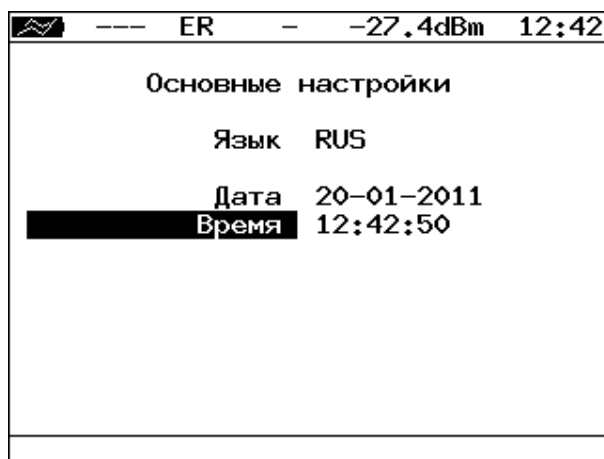 --- ER - -27.4dBm 12:42
Основные настройки
Язык RUS
Дата 20-01-2011
Время 12:42:50